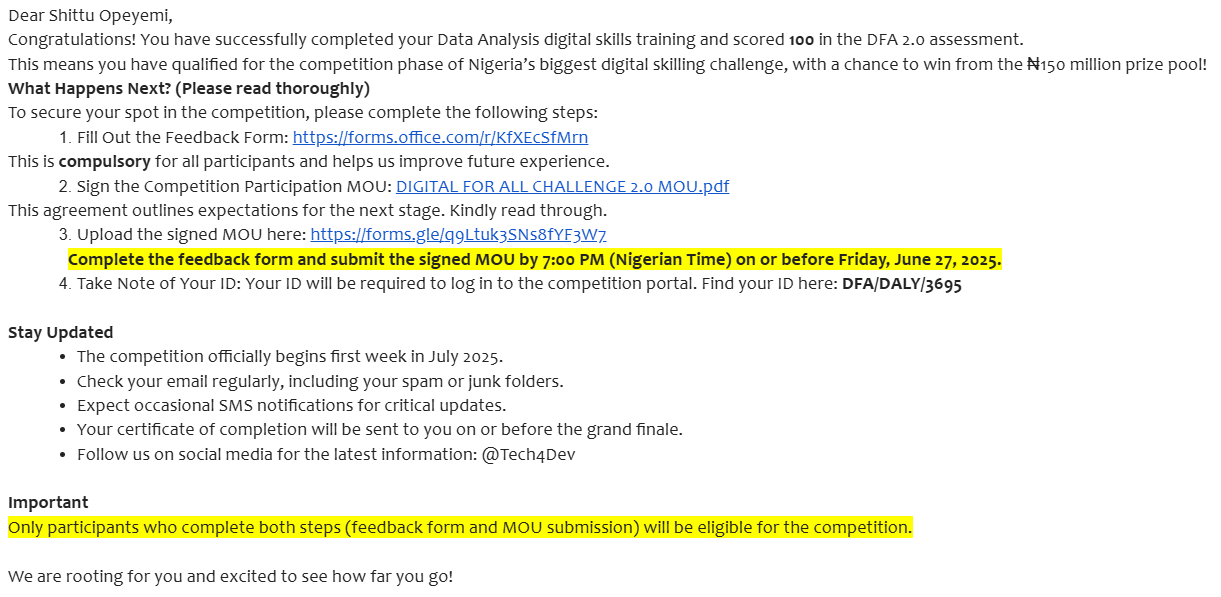 Dear Shittu Opeyemi,
Congratulations! You have successfully completed your Data Analysis digital skills training and scored 100 in the DFA 2.0 assessment.
This means you have qualified for the competition phase of Nigeria’s biggest digital skilling challenge, with a chance to win from the ₦150 million prize pool!
What Happens Next? (Please read thoroughly)
To secure your spot in the competition, please complete the following steps:
1. Fill Out the Feedback Form: https://forms.office.com/r/KfXEcSfMrn
This is compulsory for all participants and helps us improve future experience.
2. Sign the Competition Participation MOU: DIGITAL FOR ALL CHALLENGE 2.0 MOU.pdf
This agreement outlines expectations for the next stage. Kindly read through.
3. Upload the signed MOU here: https://forms.gle/q9Ltuk3SNs8fYF3W7
Complete the feedback form and submit the signed MOU by 7:00 PM (Nigerian Time) on or before Friday, June 27, 2025.
4. Take Note of Your ID: Your ID will be required to log in to the competition portal. Find your ID here: DFA/DALY/3695
Stay Updated
• The competition officially begins first week in July 2025.
• Check your email regularly, including your spam or junk folders.
• Expect occasional SMS notifications for critical updates.
• Your certificate of completion will be sent to you on or before the grand finale.
• Follow us on social media for the latest information: @Tech4Dev
Important
Only participants who complete both steps (feedback form and MOU submission) will be eligible for the competition.
We are rooting for you and excited to see how far you go!